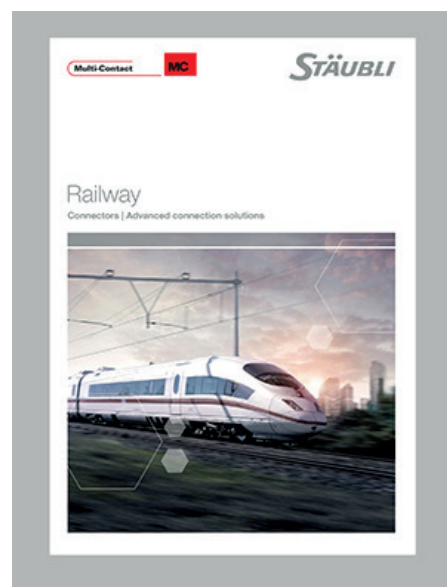 Multi-Contact MC STÄUBLI
Railway
Connectors | Advanced connection solutions